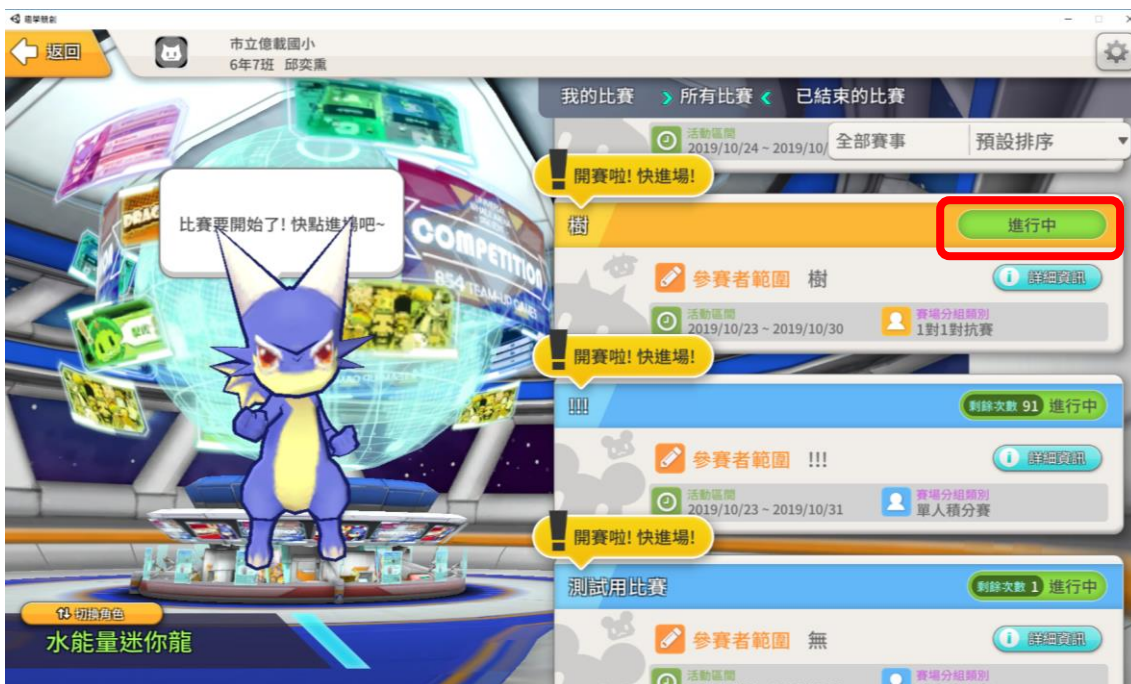 返回
市立億載國小
6年7班 邱奕熏
我的比賽 所有比賽 已結束的比賽
活動區間
2019/10/24 ~ 2019/10/
全部賽事 預設排序
開賽啦! 快進場!
比賽要開始了! 快點進場吧~
COMPETITION
樹
進行中
參賽者範圍 樹
詳細資訊
活動區間
2019/10/23 ~ 2019/10/30
賽場分組類別
1對1對抗賽
開賽啦! 快進場!
!!!
剩餘次數 91 進行中
參賽者範圍 !!!
詳細資訊
活動區間
2019/10/23 ~ 2019/10/31
賽場分組類別
單人積分賽
開賽啦! 快進場!
測試用比賽
剩餘次數 1 進行中
參賽者範圍 無
詳細資訊
活動區間
賽場分組類別
切換角色
水能量迷你龍